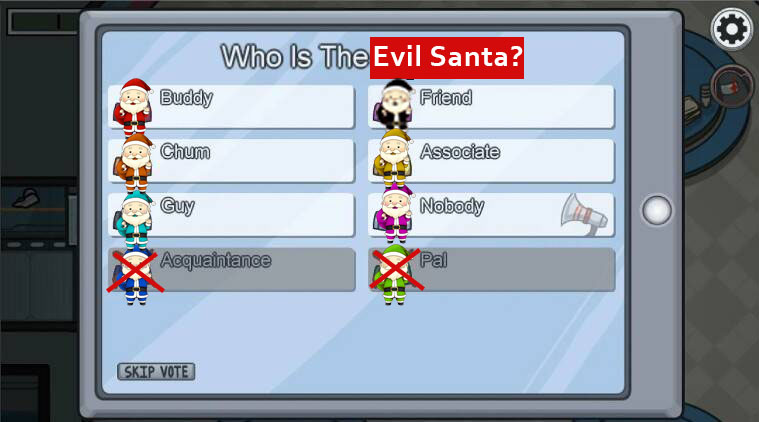 Who Is The Evil Santa?
Buddy
Friend
Chum
Associate
Guy
Nobody
Acquaintance
Pal
SKIP VOTE